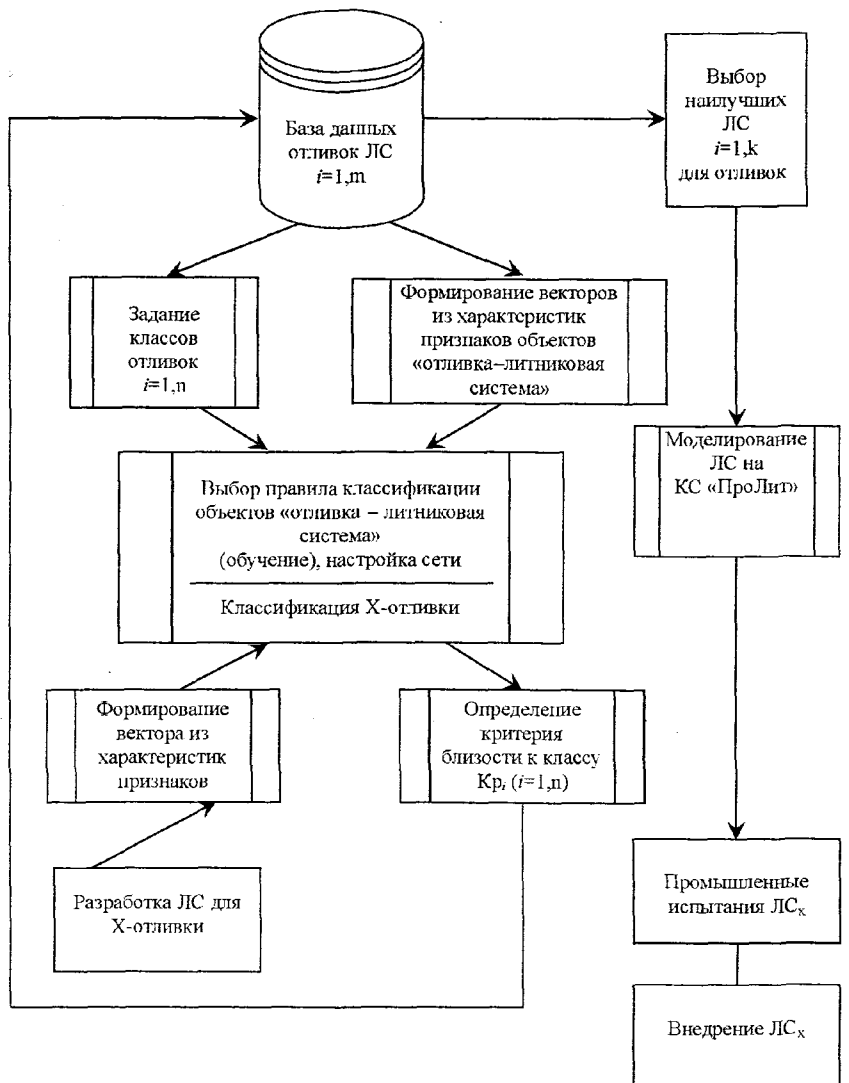 База данных
отливок ЛС
i=1,m
Выбор
наилучших
ЛС
i=1,k
для отливок
Задание
классов
отливок
i=1,n
Формирование векторов
из характеристик
признаков объектов
«отливка–литниковая
система»
Моделирование
ЛС на
КС «ПроЛит»
Выбор правила классификации
объектов «отливка – литниковая
система»
(обучение), настройка сети
Классификация Х-отливки
Формирование
вектора из
характеристик
признаков
Определение
критерия
близости к классу
Kpᵢ (i=1,n)
Разработка ЛС для
Х-отливки
Промышленные
испытания ЛСₓ
Внедрение ЛСₓ